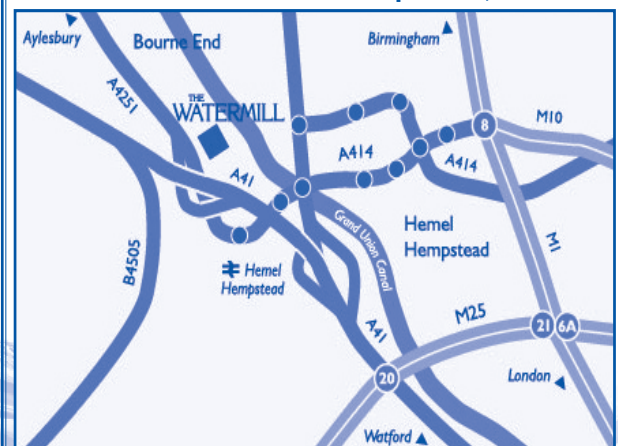 Aylesbury
Bourne End
Birmingham
A4251
THE
WATERMILL
8
M10
A414
A414
A41
Grand Union Canal
Hemel
Hempstead
M1
B4505
Hemel
Hempstead
M25
A41
21
6A
20
London
Watford